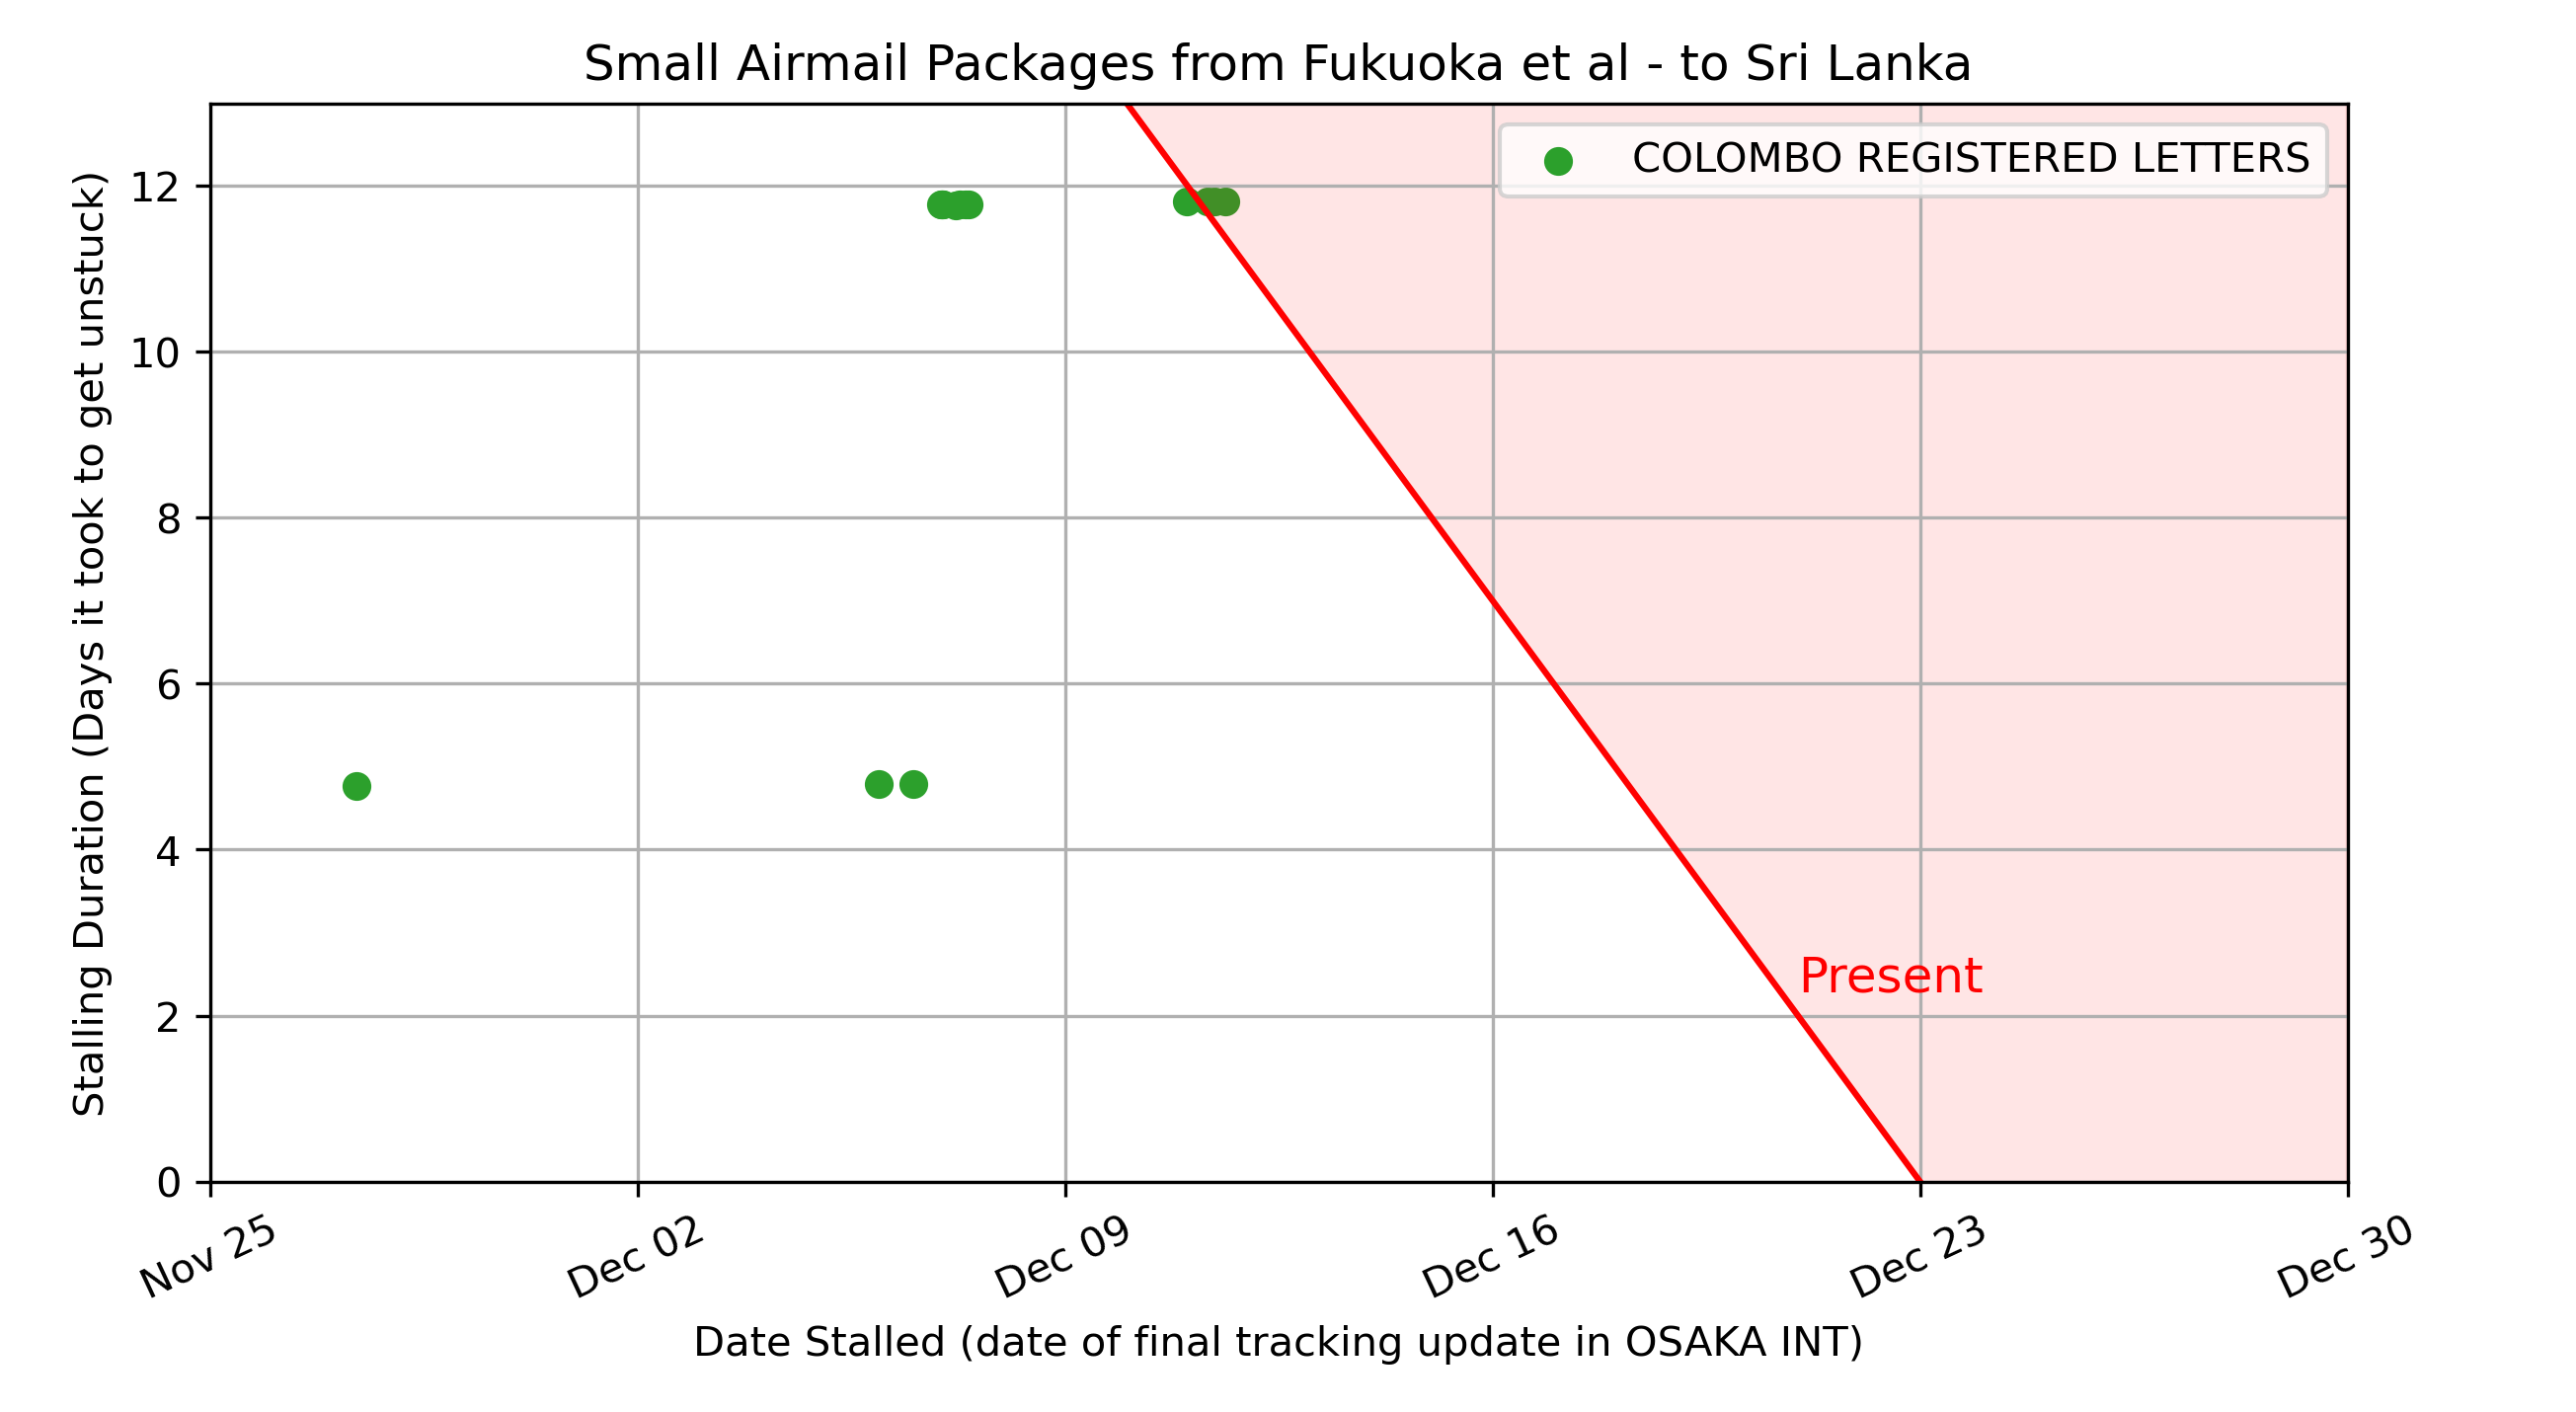 Small Airmail Packages from Fukuoka et al - to Sri Lanka
COLOMBO REGISTERED LETTERS
Stalling Duration (Days it took to get unstuck)
12
10
8
6
4
2
0
Present
Nov 25
Dec 02
Dec 09
Dec 16
Dec 23
Dec 30
Date Stalled (date of final tracking update in OSAKA INT)